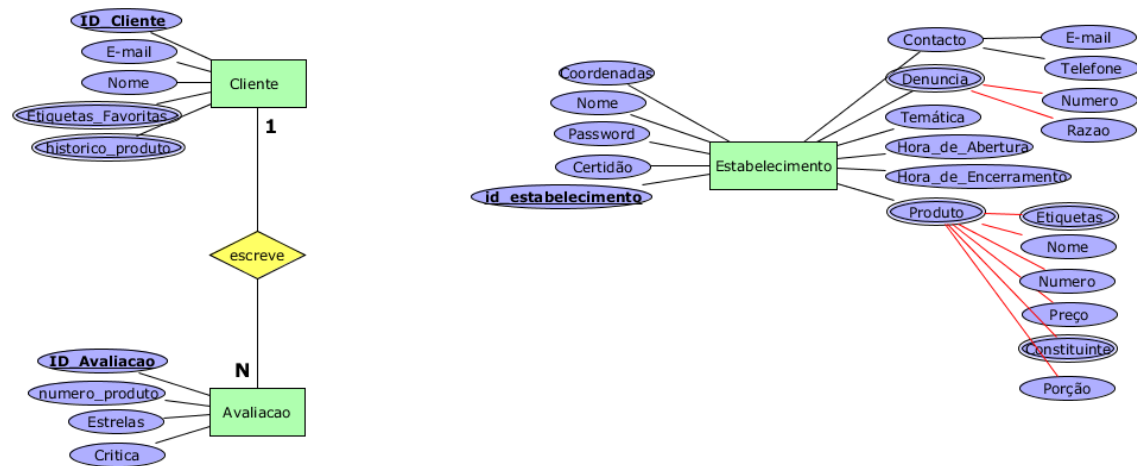 ID_Cliente
E-mail
Nome
Etiquetas_Favoritas
historico_produto
Cliente
1
escreve
N
ID_Avaliacao
numero_produto
Estrelas
Critica
Avaliacao
Coordenadas
Nome
Password
Certidão
id_estabelecimento
Estabelecimento
Contacto
E-mail
Telefone
Denuncia
Numero
Razao
Temática
Hora_de_Abertura
Hora_de_Encerramento
Produto
Etiquetas
Nome
Numero
Preço
Constituinte
Porção